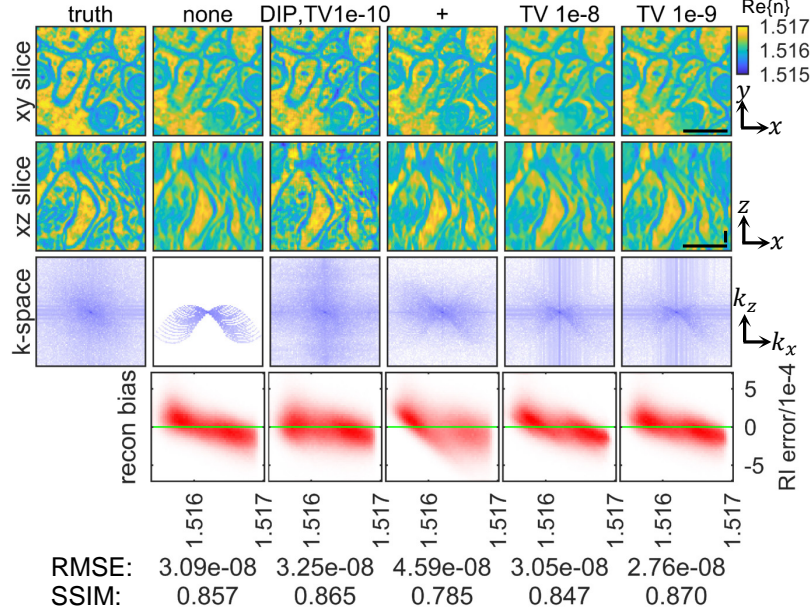 truth none DIP,TV1e-10 + TV 1e-8 TV 1e-9 Re{n}
xy slice
1.517
1.516
1.515
y
x
xz slice
z
x
k-space
k_z
k_x
recon bias
5
0
-5
RI error/1e-4
1.516 1.517 1.516 1.517 1.516 1.517 1.516 1.517 1.516 1.517
RMSE: 3.09e-08 3.25e-08 4.59e-08 3.05e-08 2.76e-08
SSIM: 0.857 0.865 0.785 0.847 0.870